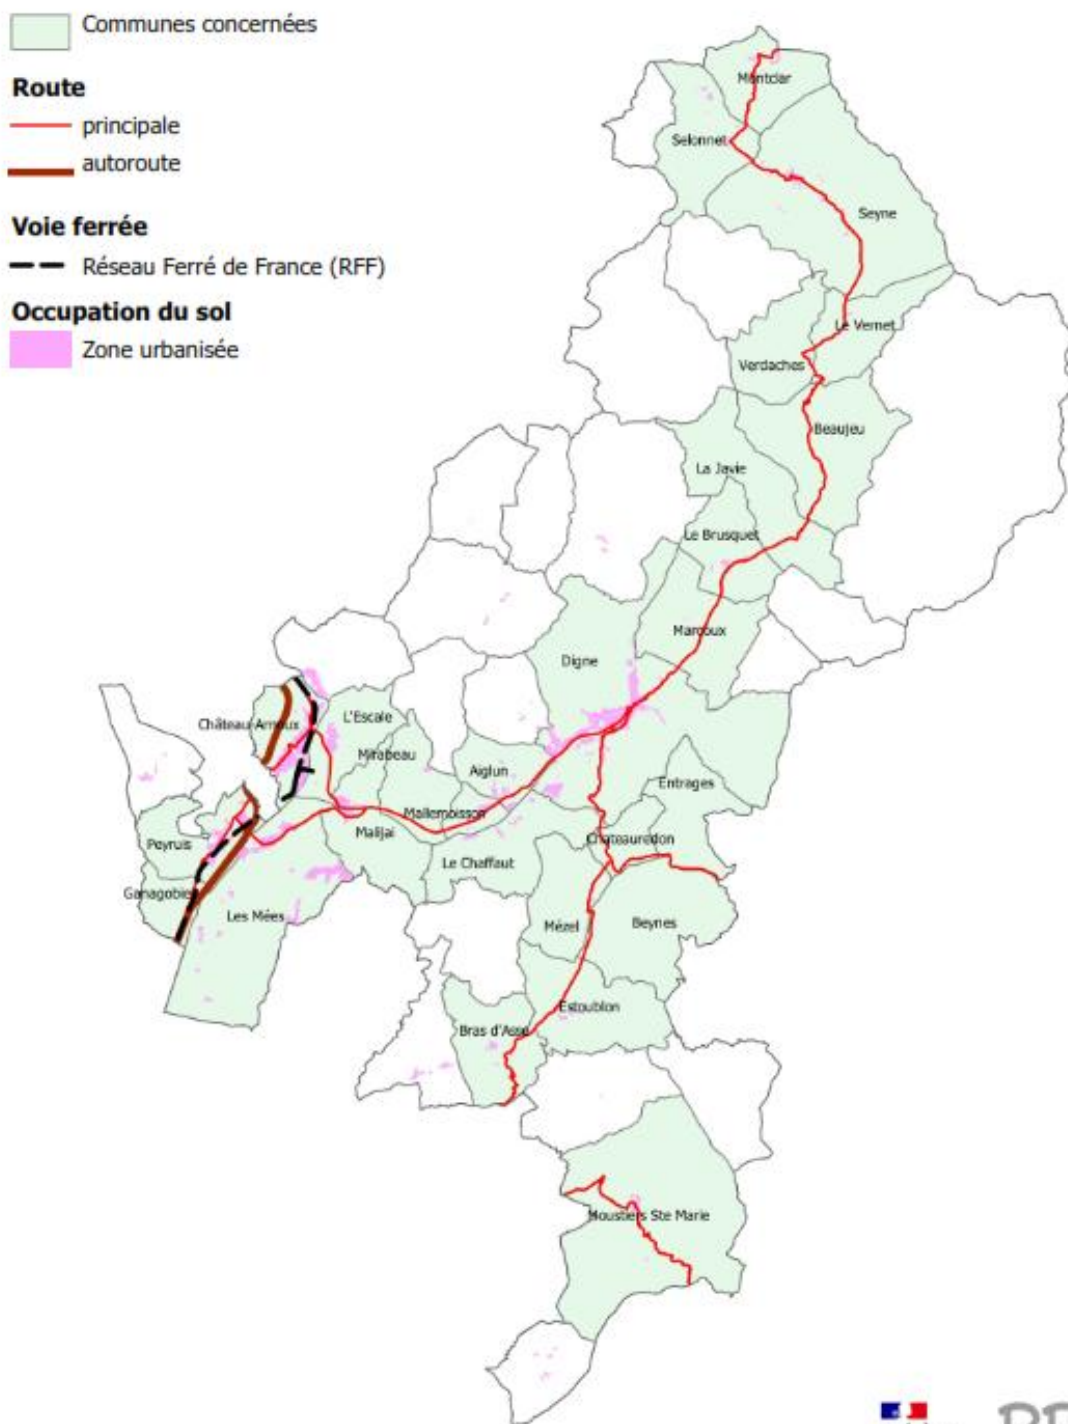 Communes concernées
Route
principale
autoroute
Voie ferrée
Réseau Ferré de France (RFF)
Occupation du sol
Zone urbanisée
Montclar
Selonnet
Seyne
Le Vernet
Verdaches
Beaujeu
La Javie
Le Brusquet
Marcoux
Digne
Château-Arnoux
L'Escale
Mirabeau
Aiglun
Entrages
Mallemoisson
Peyruis
Malijai
Chateauredon
Le Chaffaut
Ganagobie
Les Mées
Mézel
Beynes
Estoublon
Bras d'Asse
Moustiers Ste Marie